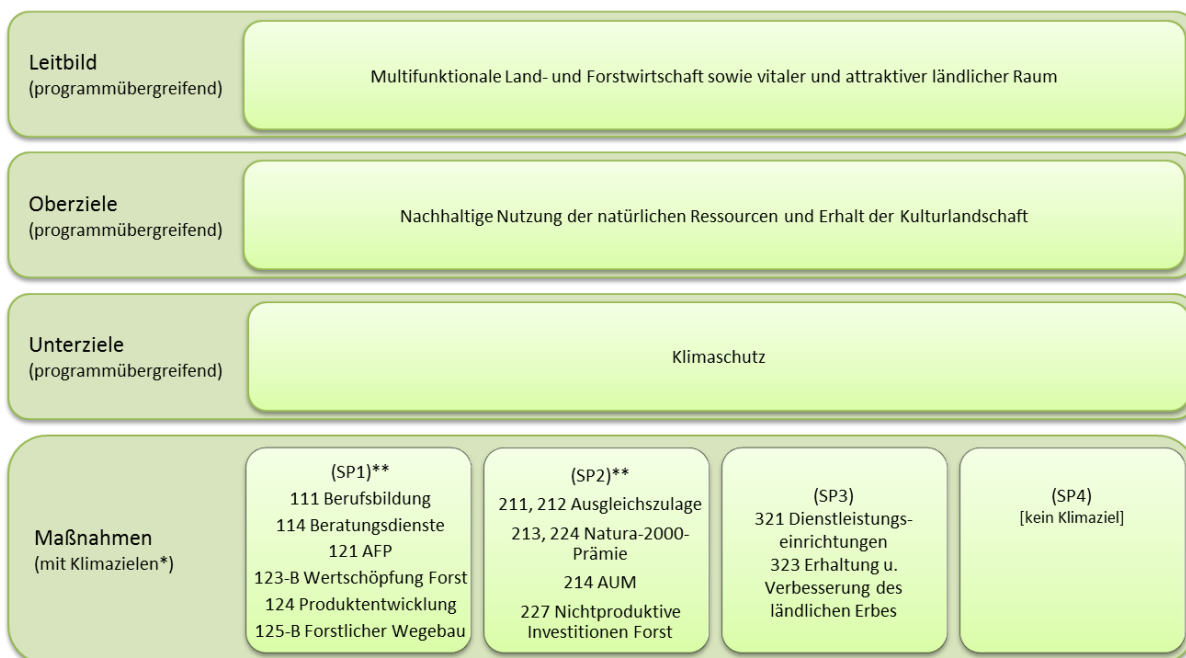 Leitbild
(programmübergreifend)
Multifunktionale Land- und Forstwirtschaft sowie vitaler und attraktiver ländlicher Raum
Oberziele
(programmübergreifend)
Nachhaltige Nutzung der natürlichen Ressourcen und Erhalt der Kulturlandschaft
Unterziele
(programmübergreifend)
Klimaschutz
Maßnahmen
(mit Klimazielen*)
(SP1)**
111 Berufsbildung
114 Beratungsdienste
121 AFP
123-B Wertschöpfung Forst
124 Produktentwicklung
125-B Forstlicher Wegebau
(SP2)**
211, 212 Ausgleichszulage
213, 224 Natura-2000-
Prämie
214 AUM
227 Nichtproduktive
Investitionen Forst
(SP3)
321 Dienstleistungs-
einrichtungen
323 Erhaltung u.
Verbesserung des
ländlichen Erbes
(SP4)
[kein Klimaziel]